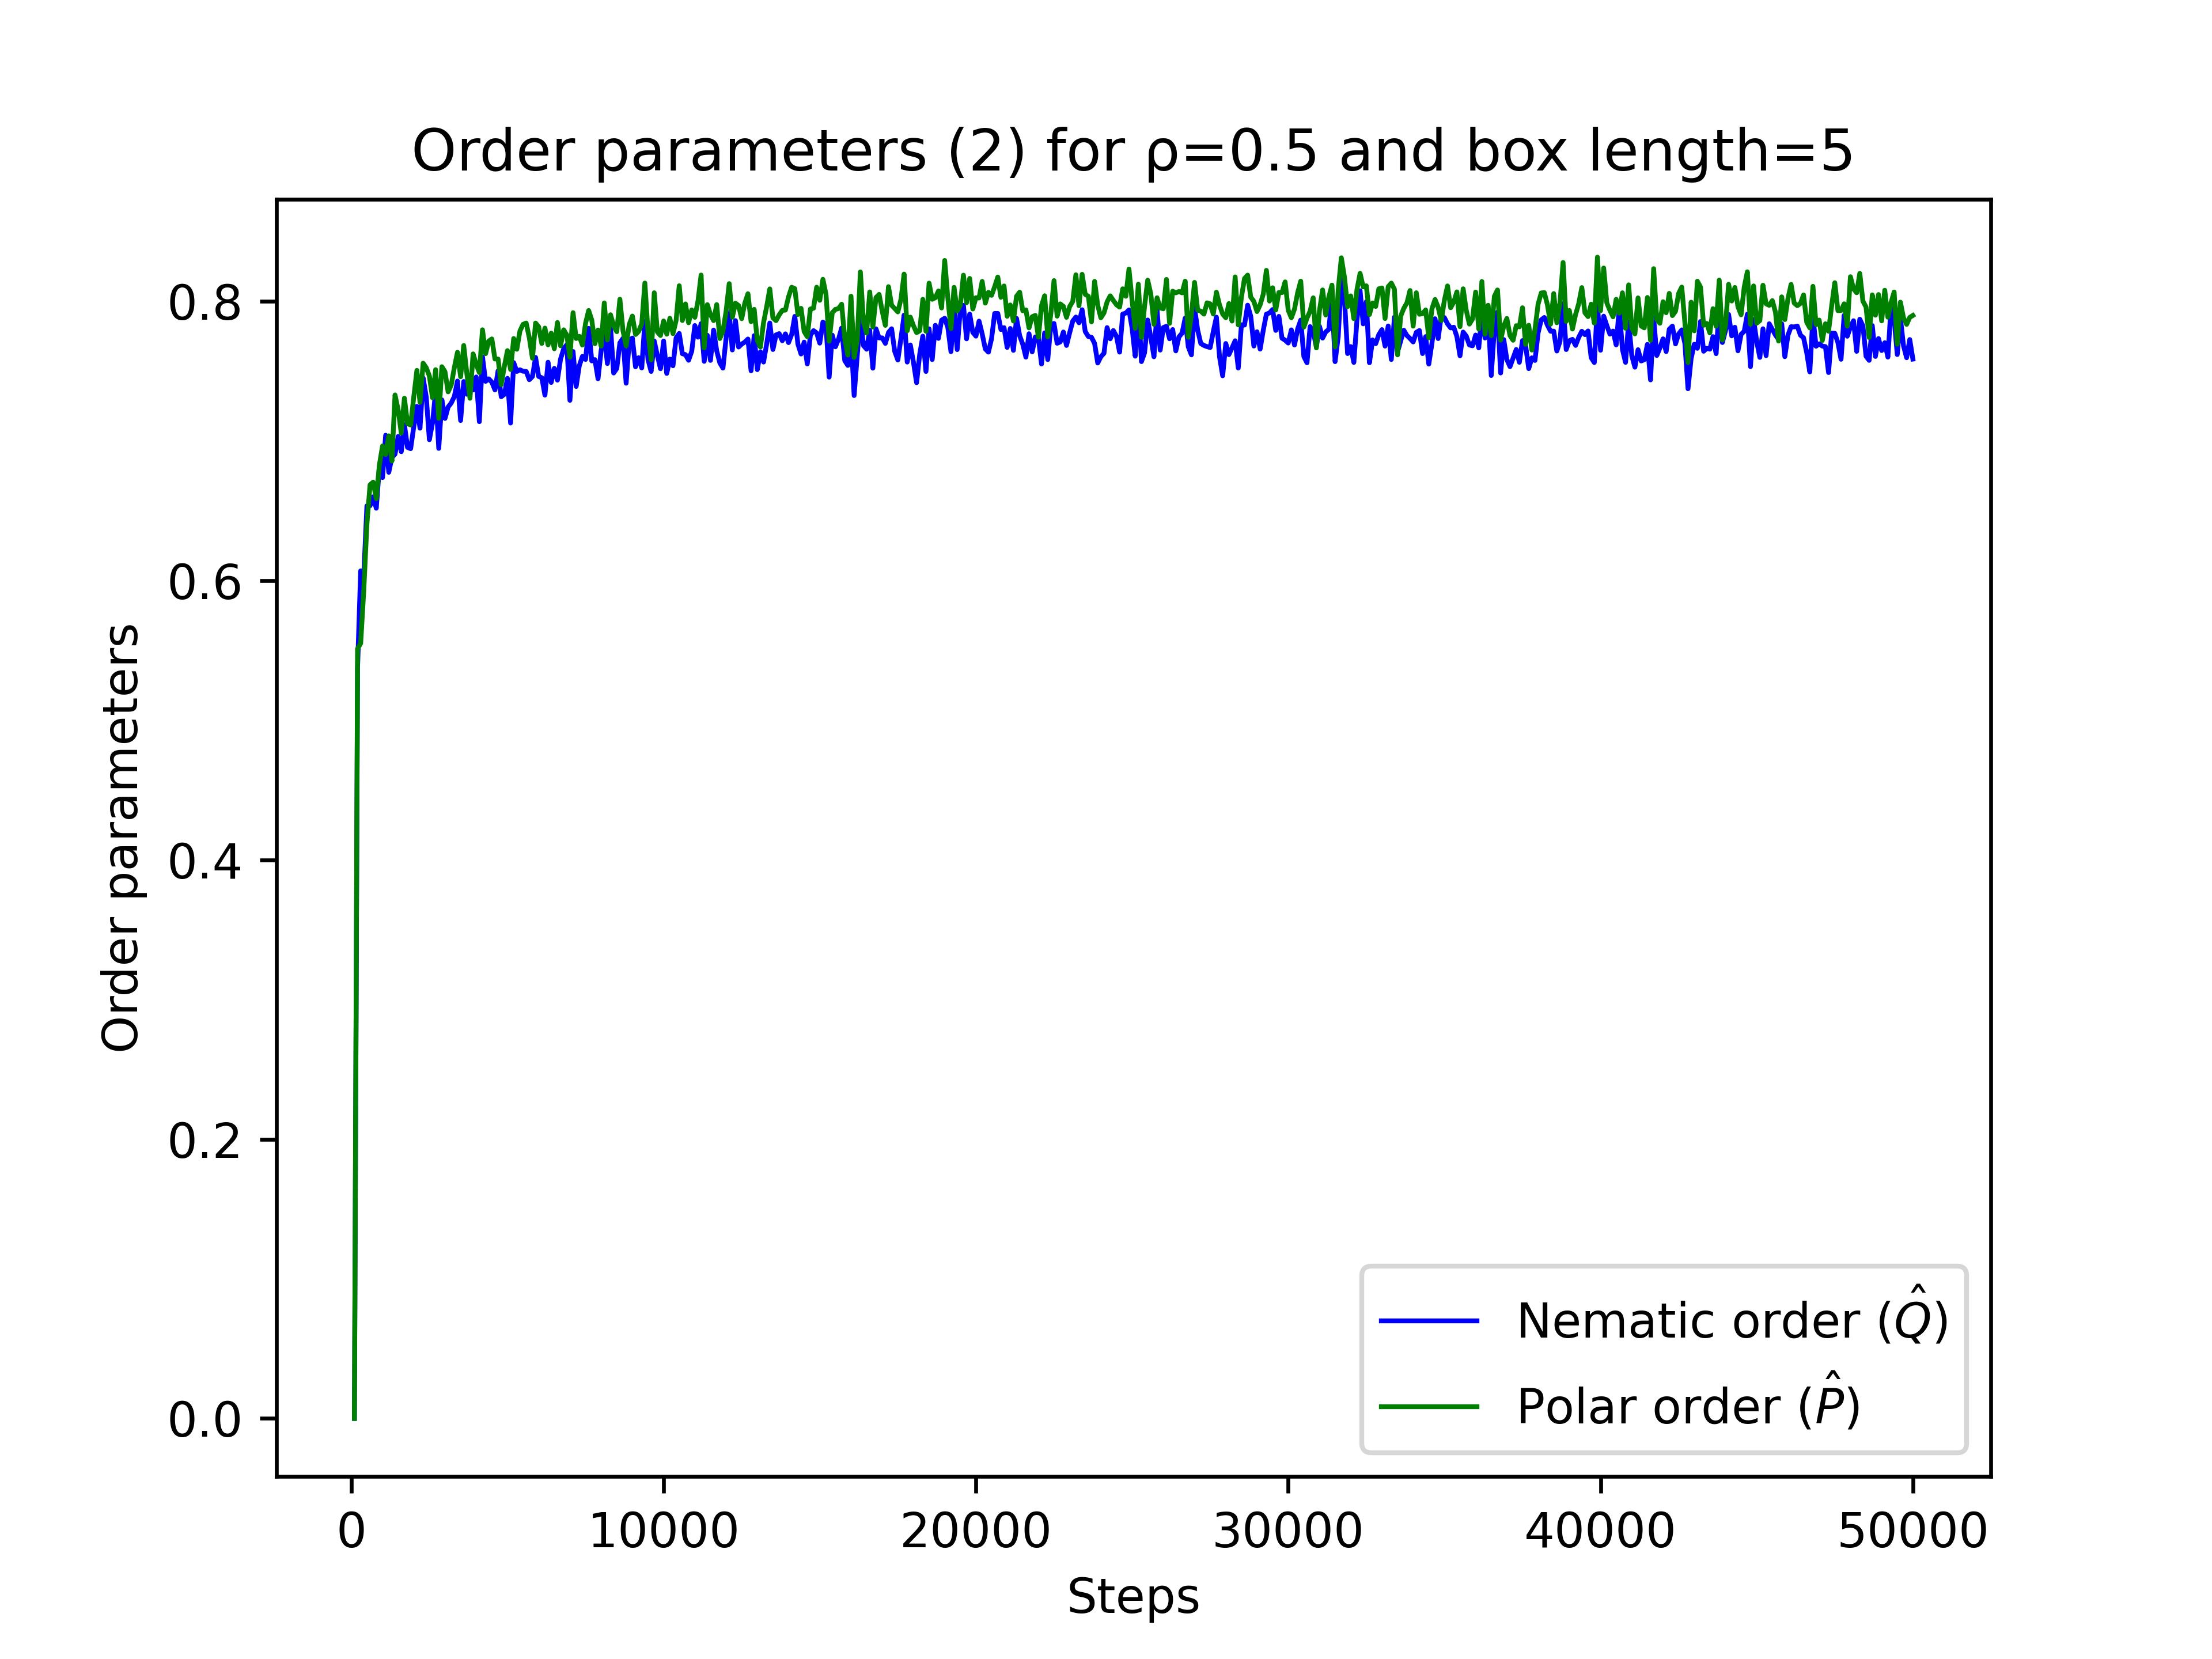 Order parameters (2) for ρ=0.5 and box length=5
Order parameters
0.8
0.6
0.4
0.2
0.0
Nematic order (Q̂)
Polar order (P̂)
0 10000 20000 30000 40000 50000
Steps